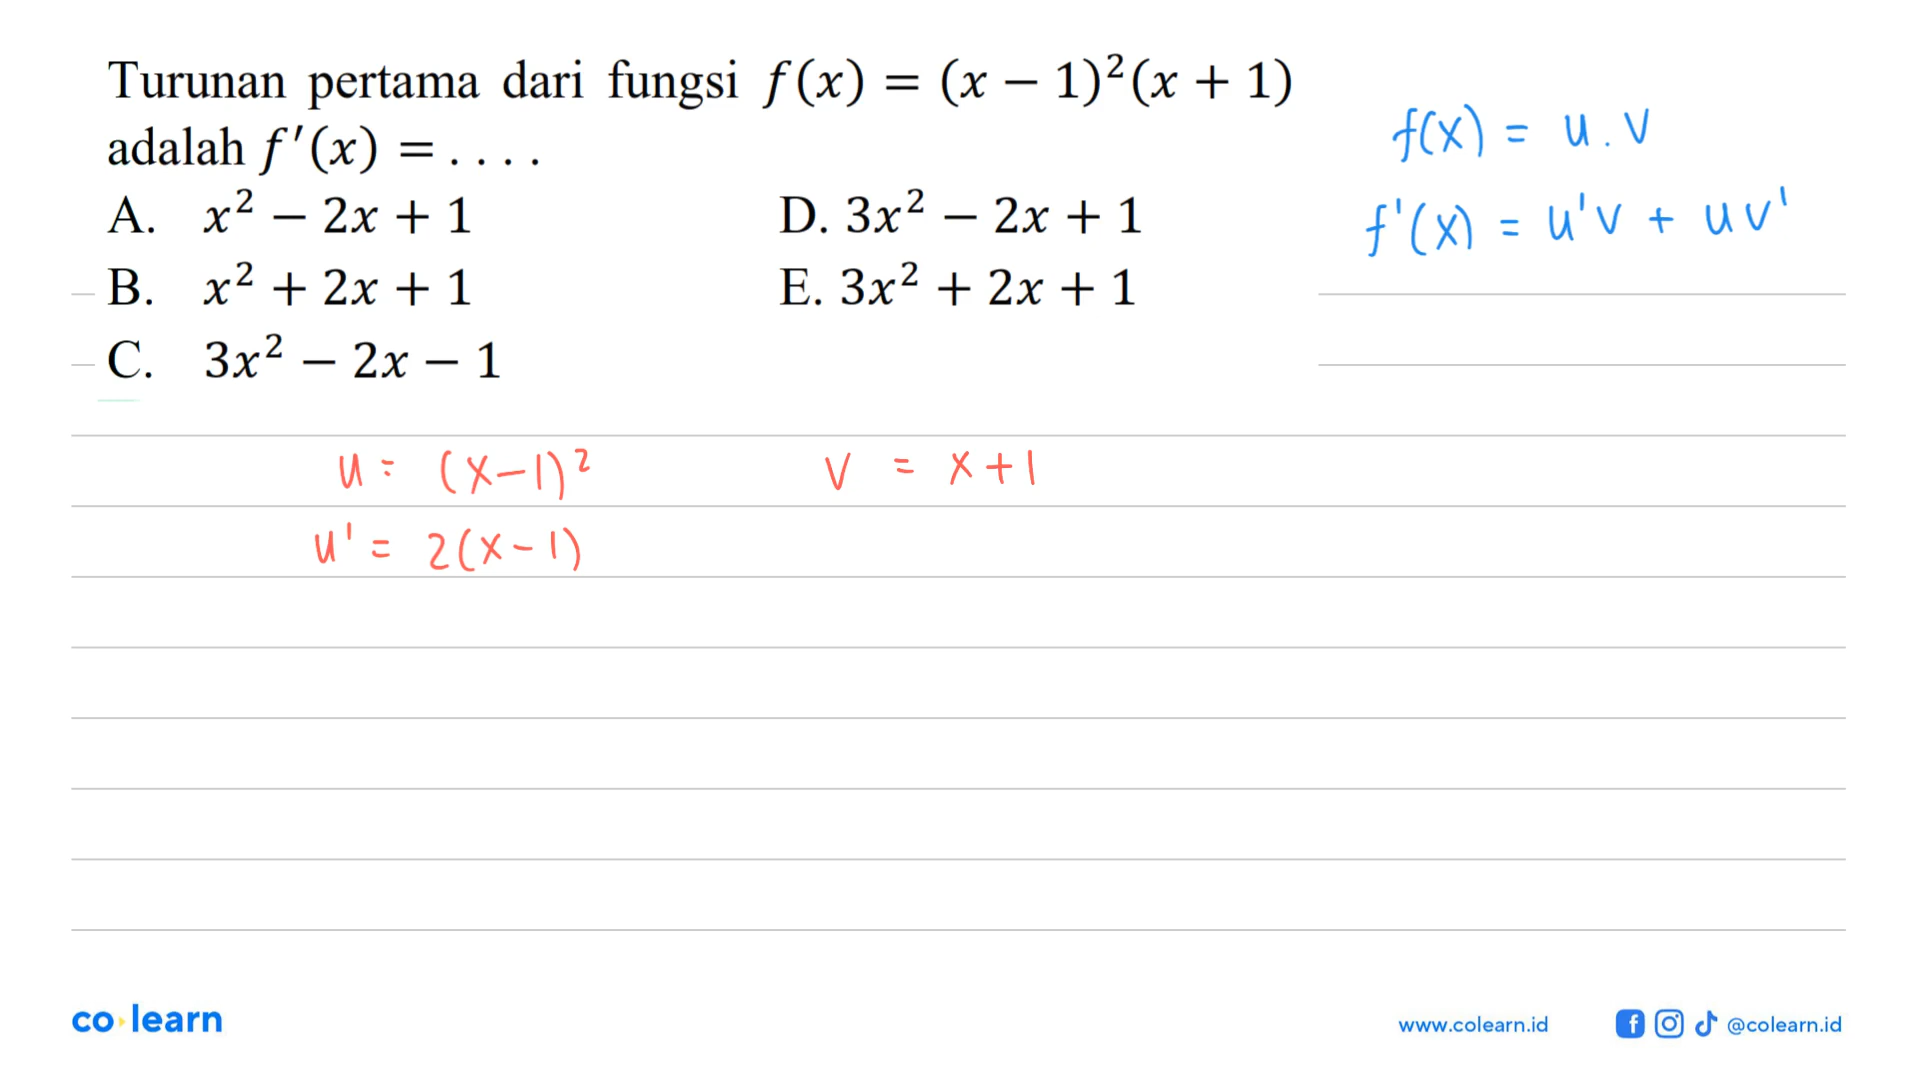 Turunan pertama dari fungsi f(x) = (x − 1)²(x + 1)
adalah f′(x) = . . . .
A. x² − 2x + 1
B. x² + 2x + 1
C. 3x² − 2x − 1
D. 3x² − 2x + 1
E. 3x² + 2x + 1
f(x) = u . v
f'(x) = u'v + uv'
u = (x-1)²
u' = 2(x-1)
v = x+1
co learn
www.colearn.id
@colearn.id